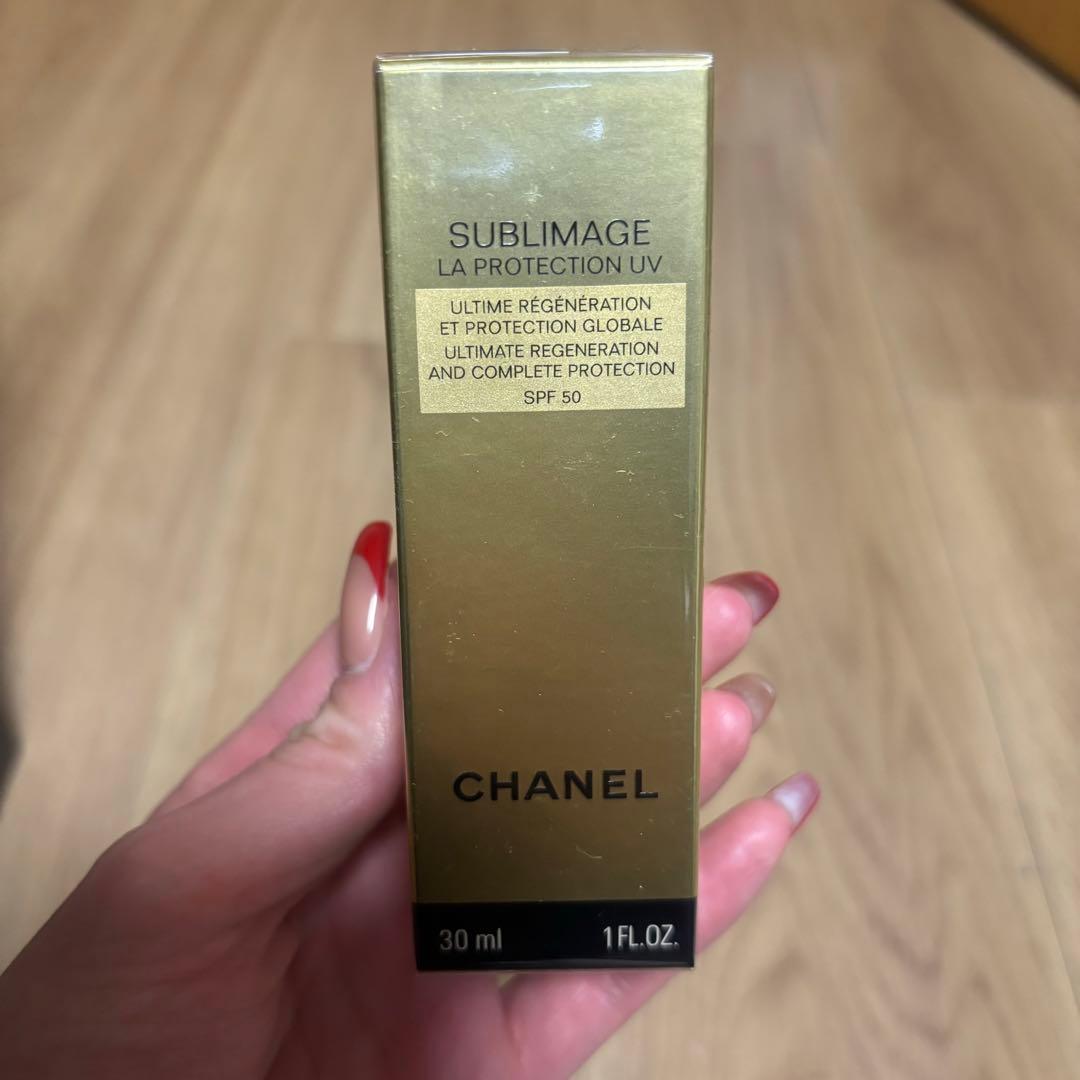 SUBLIMAGE
LA PROTECTION UV
ULTIME RÉGÉNÉRATION
ET PROTECTION GLOBALE
ULTIMATE REGENERATION
AND COMPLETE PROTECTION
SPF 50
CHANEL
30 ml 1 FL.OZ.